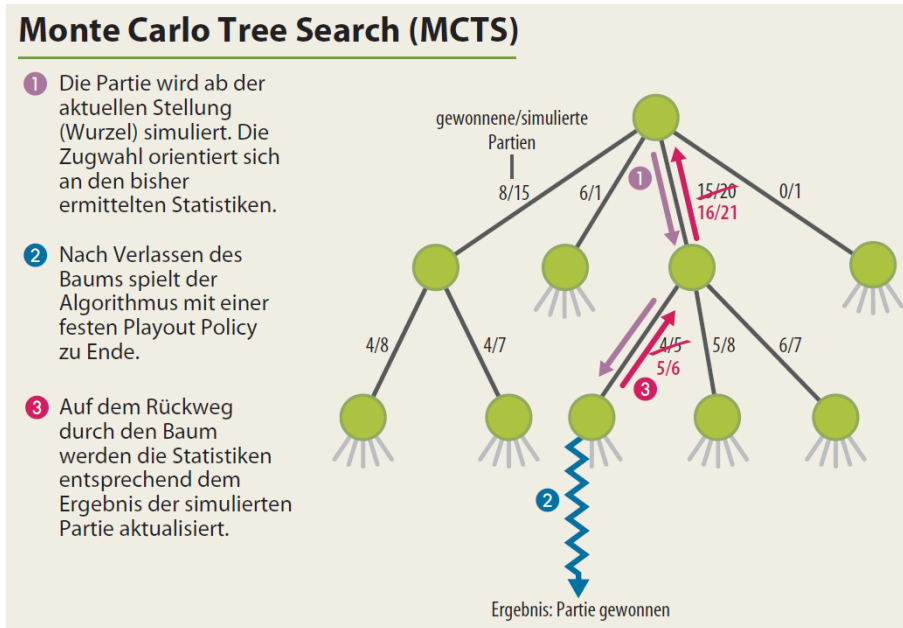 Monte Carlo Tree Search (MCTS)
1 Die Partie wird ab der
aktuellen Stellung
(Wurzel) simuliert. Die
Zugwahl orientiert sich
an den bisher
ermittelten Statistiken.
2 Nach Verlassen des
Baums spielt der
Algorithmus mit einer
festen Playout Policy
zu Ende.
3 Auf dem Rückweg
durch den Baum
werden die Statistiken
entsprechend dem
Ergebnis der simulierten
Partie aktualisiert.
gewonnene/simulierte
Partien
8/15
6/1
1
15/20
16/21
0/1
4/8
4/7
4/5
5/6
3
5/8
6/7
2
Ergebnis: Partie gewonnen